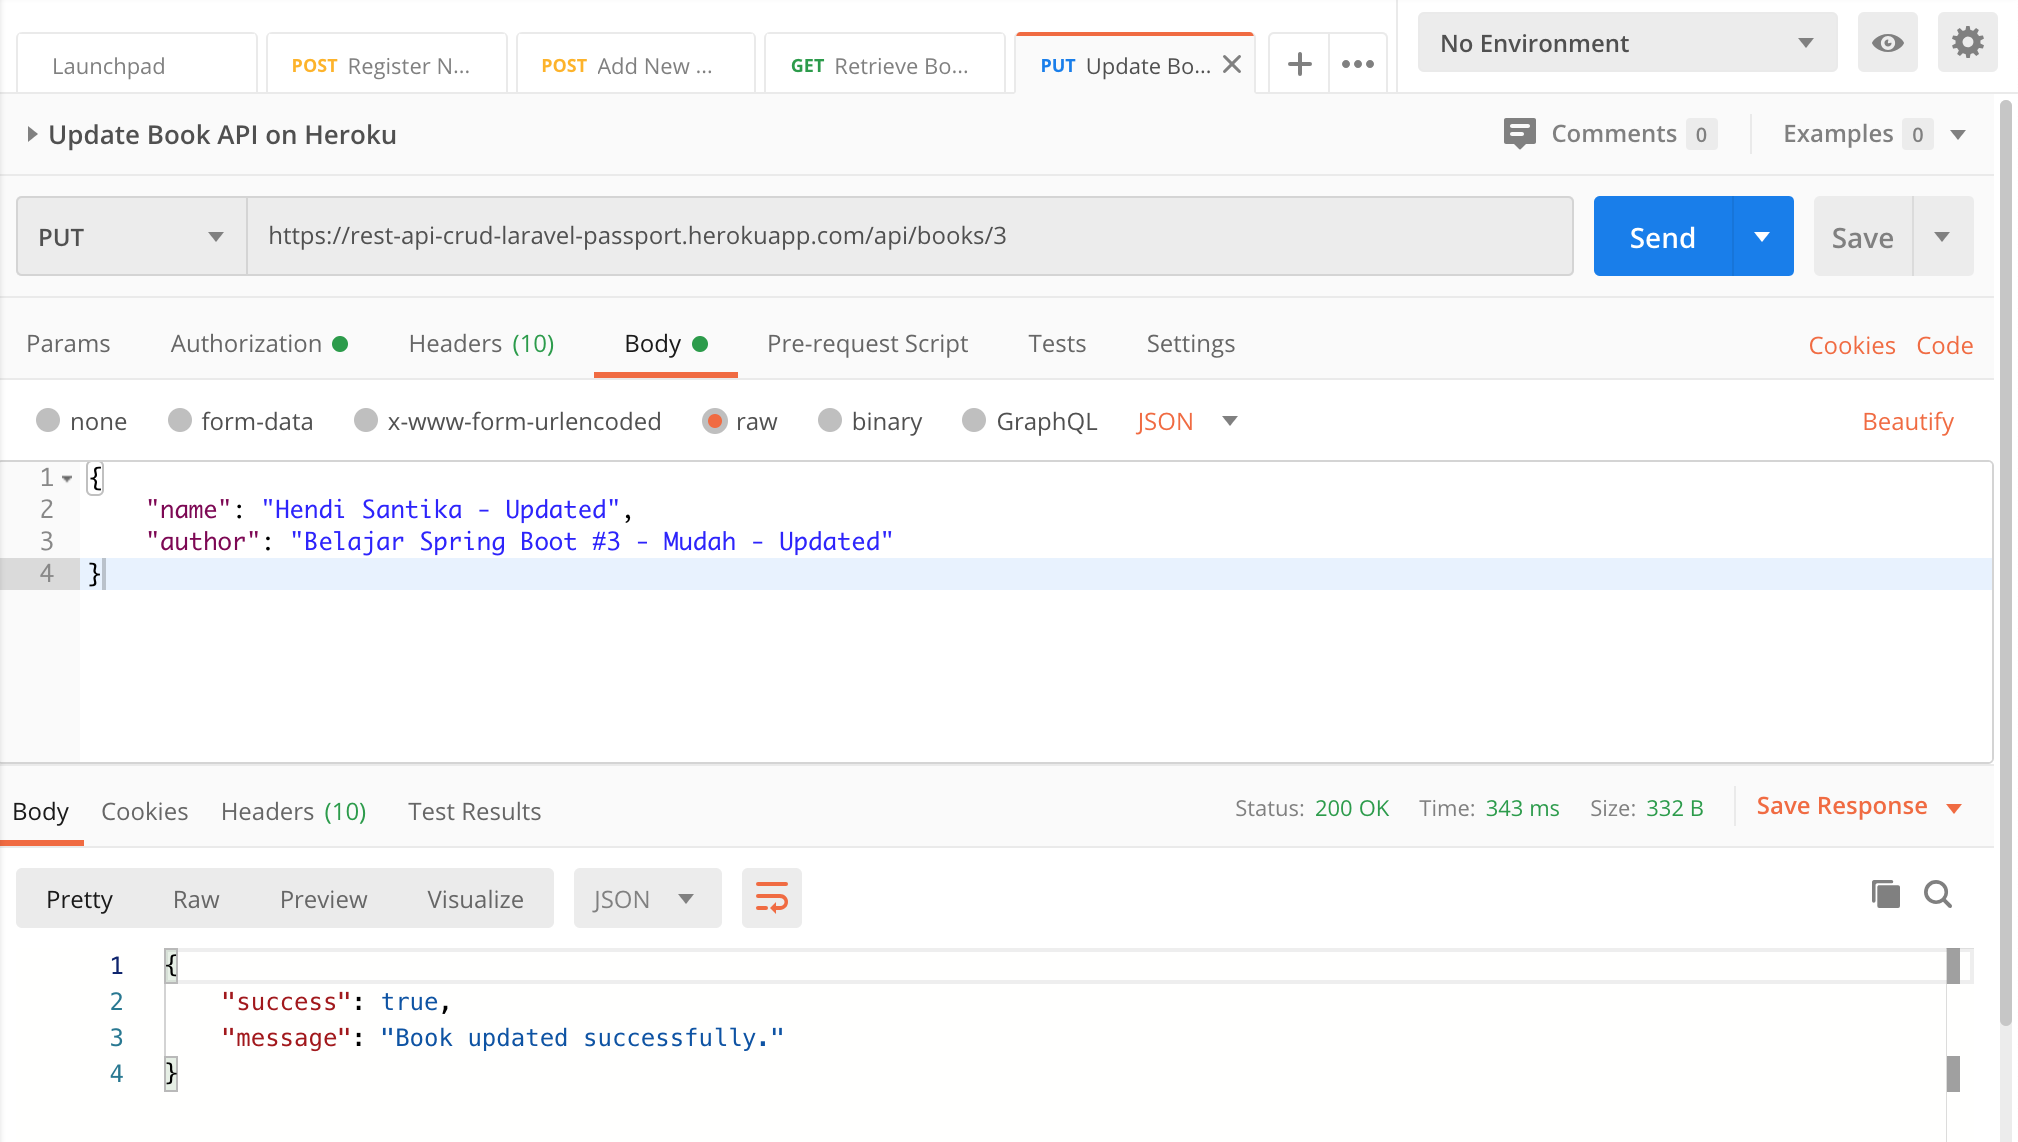 Launchpad
POST Register N...
POST Add New ...
GET Retrieve Bo...
PUT Update Bo...
No Environment
Update Book API on Heroku
Comments 0
Examples 0
PUT
https://rest-api-crud-laravel-passport.herokuapp.com/api/books/3
Send
Save
Params
Authorization
Headers (10)
Body
Pre-request Script
Tests
Settings
Cookies
Code
none
form-data
x-www-form-urlencoded
raw
binary
GraphQL
JSON
Beautify
1 {
2 "name": "Hendi Santika - Updated",
3 "author": "Belajar Spring Boot #3 - Mudah - Updated"
4 }
Body
Cookies
Headers (10)
Test Results
Status: 200 OK
Time: 343 ms
Size: 332 B
Save Response
Pretty
Raw
Preview
Visualize
JSON
1 {
2 "success": true,
3 "message": "Book updated successfully."
4 }